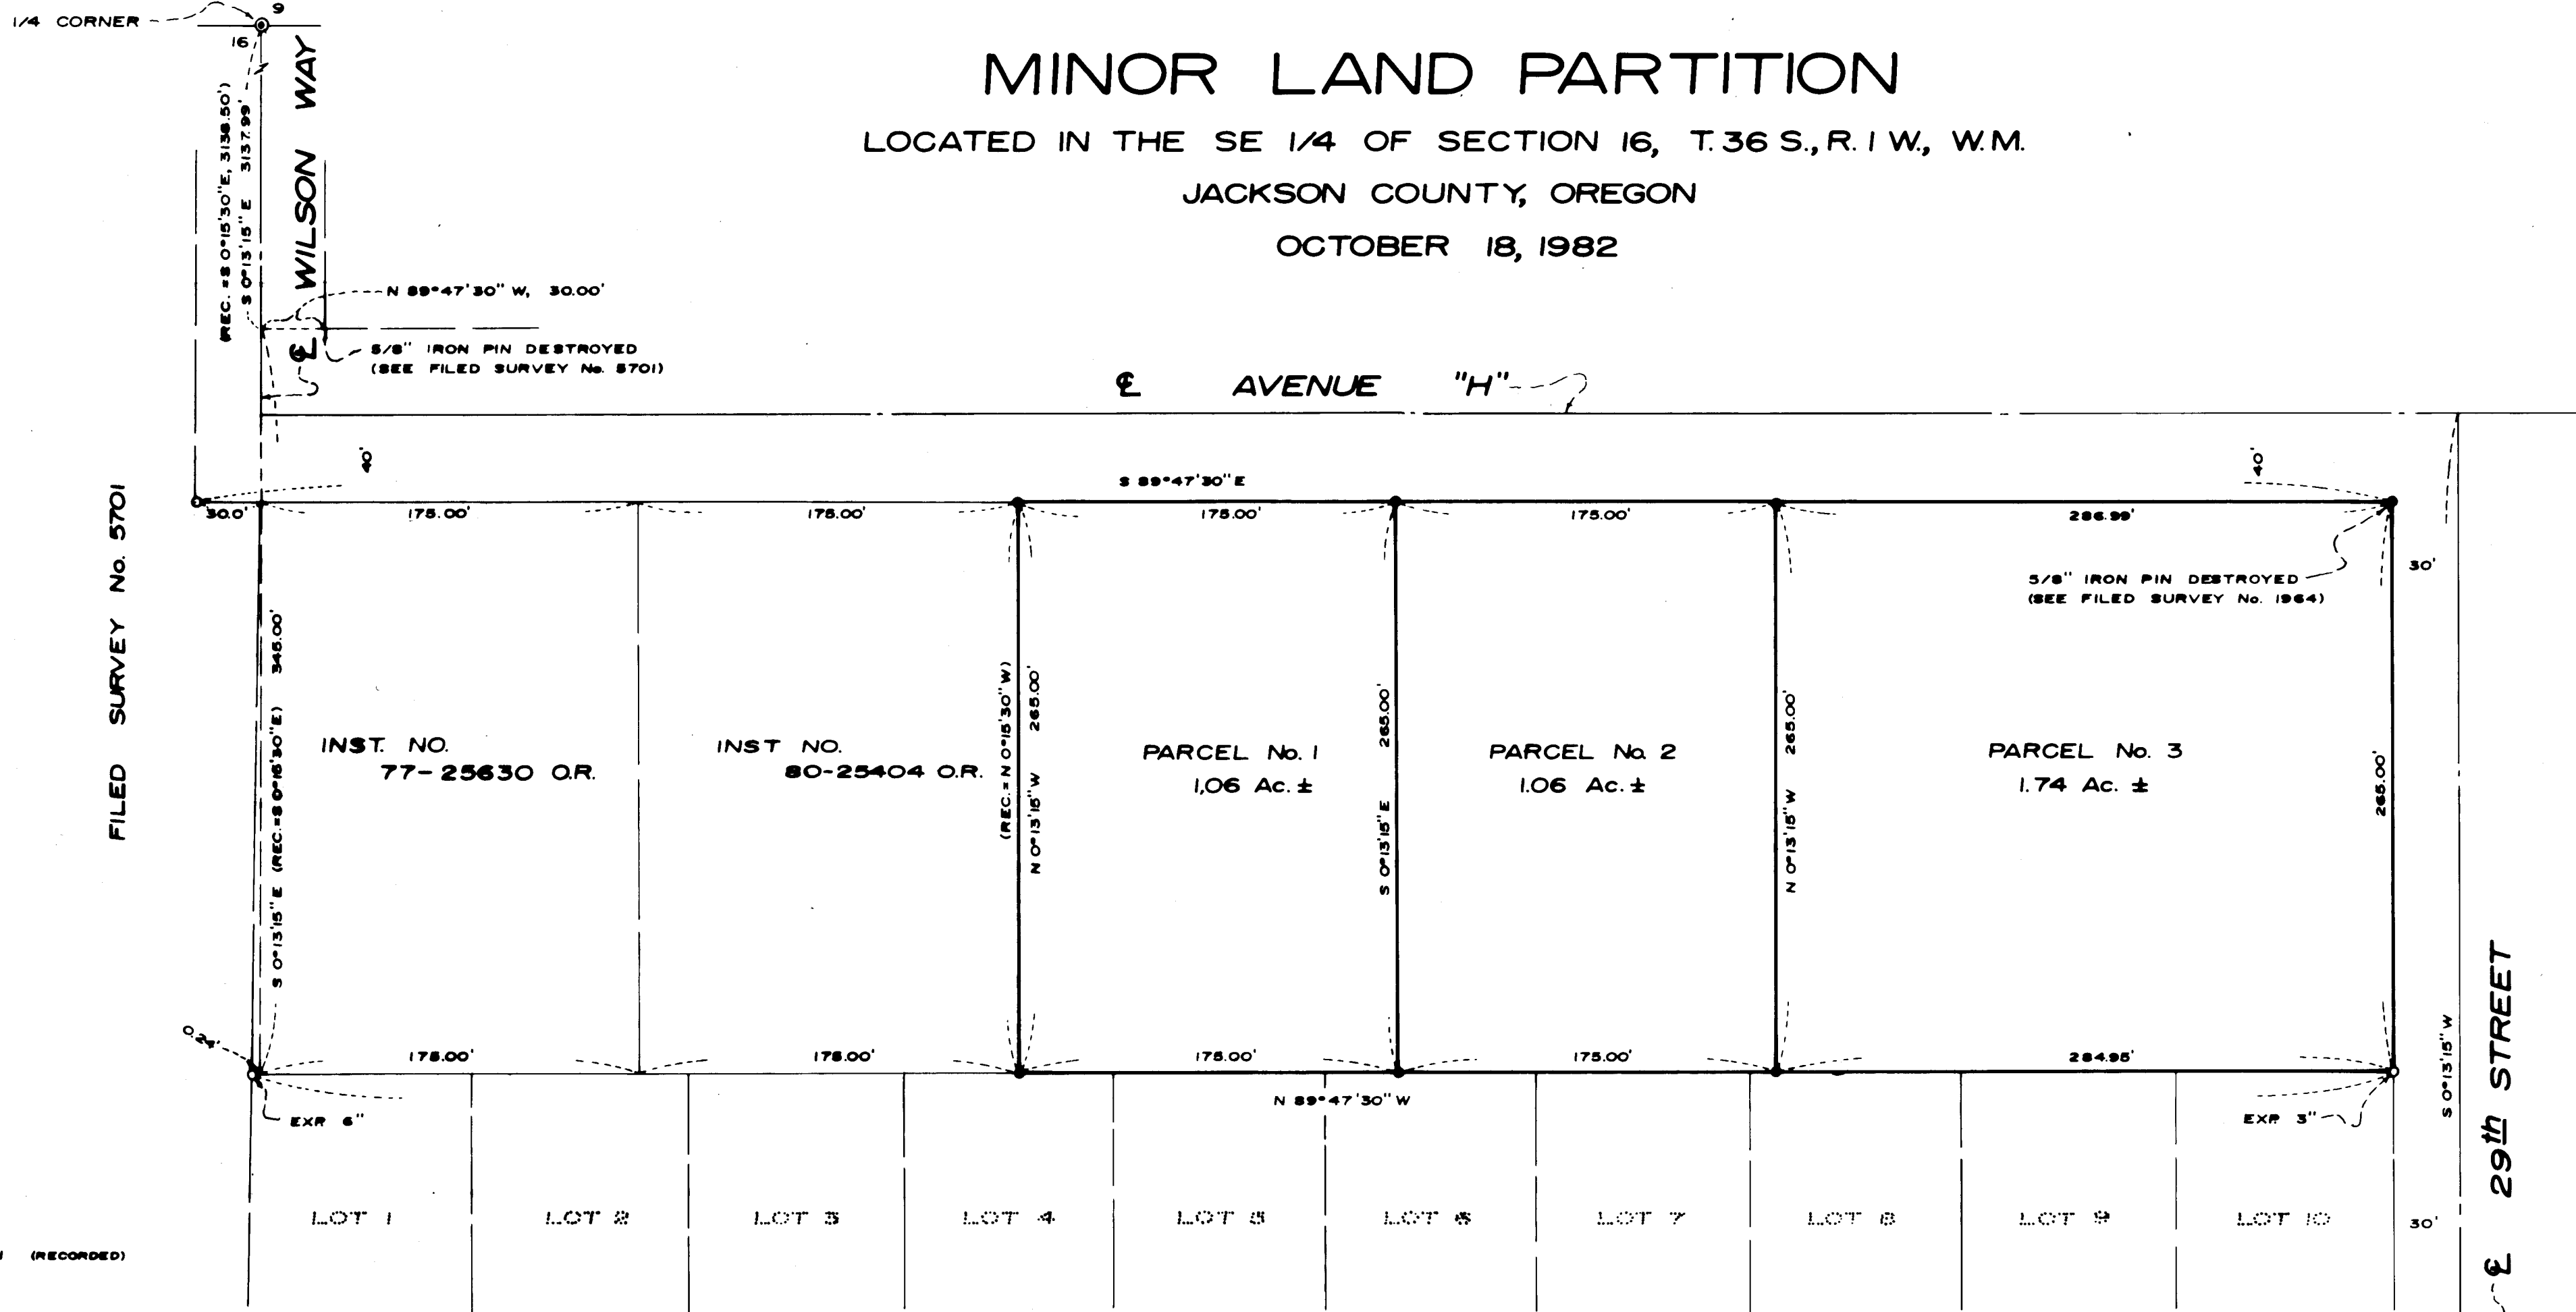 1/4 CORNER
9
16
MINOR LAND PARTITION
LOCATED IN THE SE 1/4 OF SECTION 16, T. 36 S., R. 1 W., W.M.
JACKSON COUNTY, OREGON
OCTOBER 18, 1982
(REC. = S 0°15'30" E, 3138.50')
S 0°13'15" E 3137.99'
WILSON WAY
℄
N 89°47'30" W, 30.00'
5/8" IRON PIN DESTROYED
(SEE FILED SURVEY No. 5701)
℄ AVENUE "H"
40'
40'
S 89°47'30" E
30.0'
175.00'
175.00'
175.00'
175.00'
286.99'
5/8" IRON PIN DESTROYED
(SEE FILED SURVEY No. 1964)
30'
FILED SURVEY No. 5701
S 0°13'15" E (REC. = S 0°15'30" E) 345.00'
INST. NO.
77-25630 O.R.
INST NO.
80-25404 O.R.
(REC. = N 0°15'30" W)
N 0°13'15" W 265.00'
PARCEL No. 1
1,06 Ac. ±
S 0°13'15" E 265.00'
PARCEL No. 2
1.06 Ac. ±
N 0°13'15" W 265.00'
PARCEL No. 3
1.74 Ac. ±
265.00'
0.24'
175.00'
175.00'
175.00'
175.00'
284.95'
EXP. 6"
N 89°47'30" W
EXP. 3"
S 0°13'15" W
℄ 29th STREET
LOT 1
LOT 2
LOT 3
LOT 4
LOT 5
LOT 6
LOT 7
LOT 8
LOT 9
LOT 10
30'
(RECORDED)